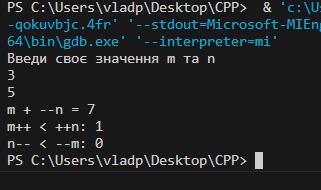 PS C:\Users\vladp\Desktop\CPP>  & 'c:\U
-qokuvbjc.4fr' '--stdout=Microsoft-MIEng
64\bin\gdb.exe' '--interpreter=mi'
Введи своє значення m та n
3
5
m + --n = 7
m++ < ++n: 1
n-- < --m: 0
PS C:\Users\vladp\Desktop\CPP>